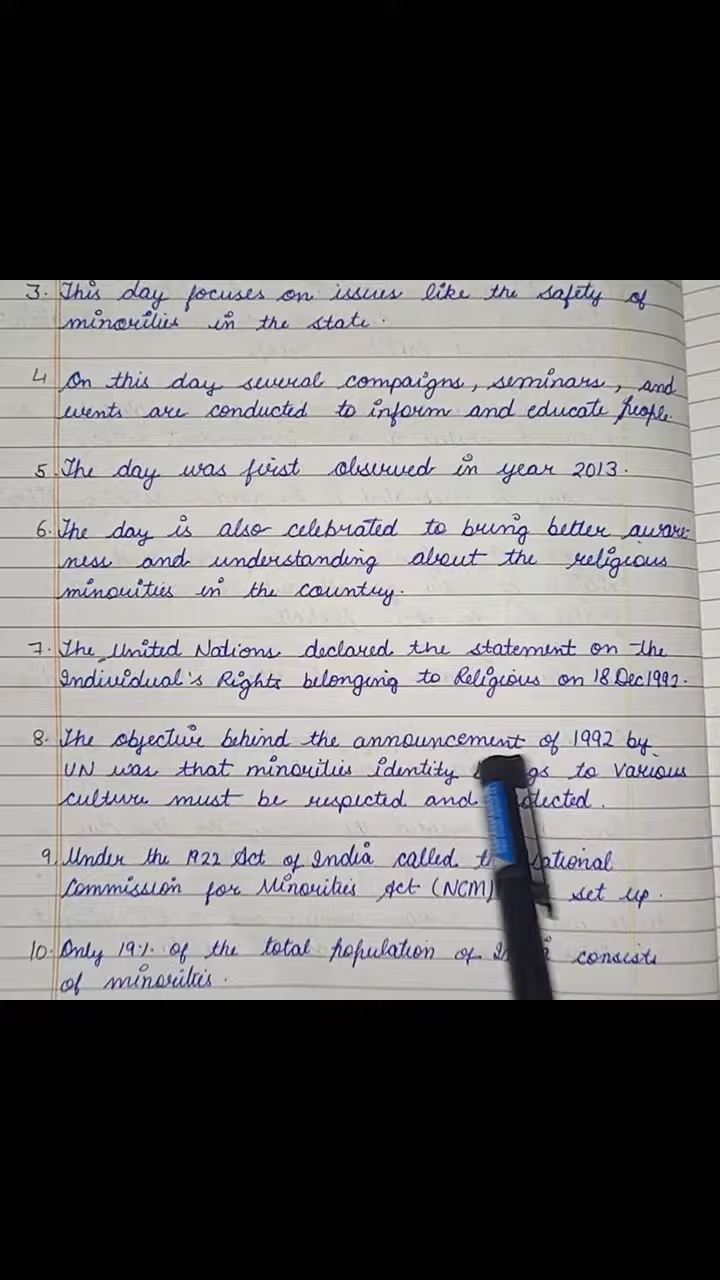 3. This day focuses on issues like the safety of
minorities in the state.
4 On this day several compaigns, seminars, and
events are conducted to inform and educate people.
5. The day was first observed in year 2013.
6. The day is also celebrated to bring better aware-
ness and understanding about the religious
minorities in the country.
7. The United Nations declared the statement on the
Individual's Rights belonging to Religious on 18 Dec 1992.
8. The objective behind the announcement of 1992 by
UN was that minorities identity to various
culture must be respected and
9. Under the 1922 Act of India called
Commission for Minorities Act (NCM) set up.
10. Only 19% of the total population of consists
of minorities.